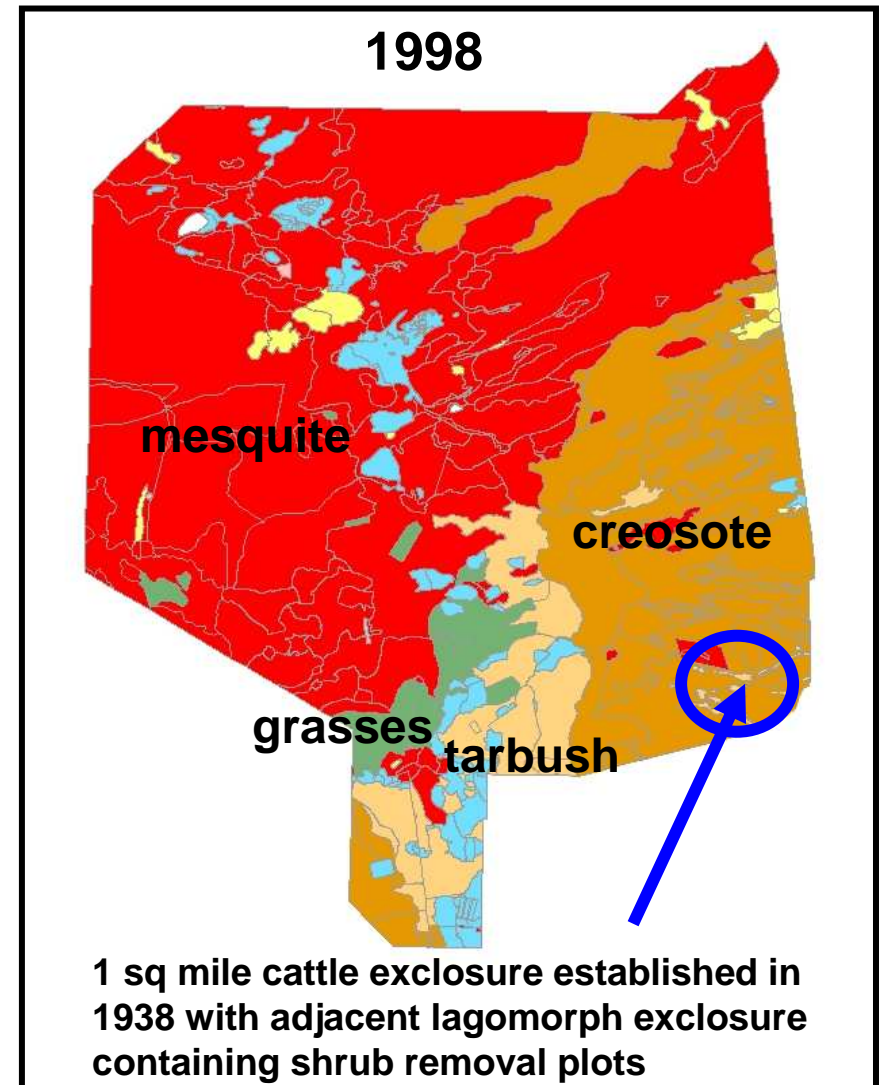 1998
mesquite
creosote
grasses
tarbush
1 sq mile cattle exclosure established in
1938 with adjacent lagomorph exclosure
containing shrub removal plots